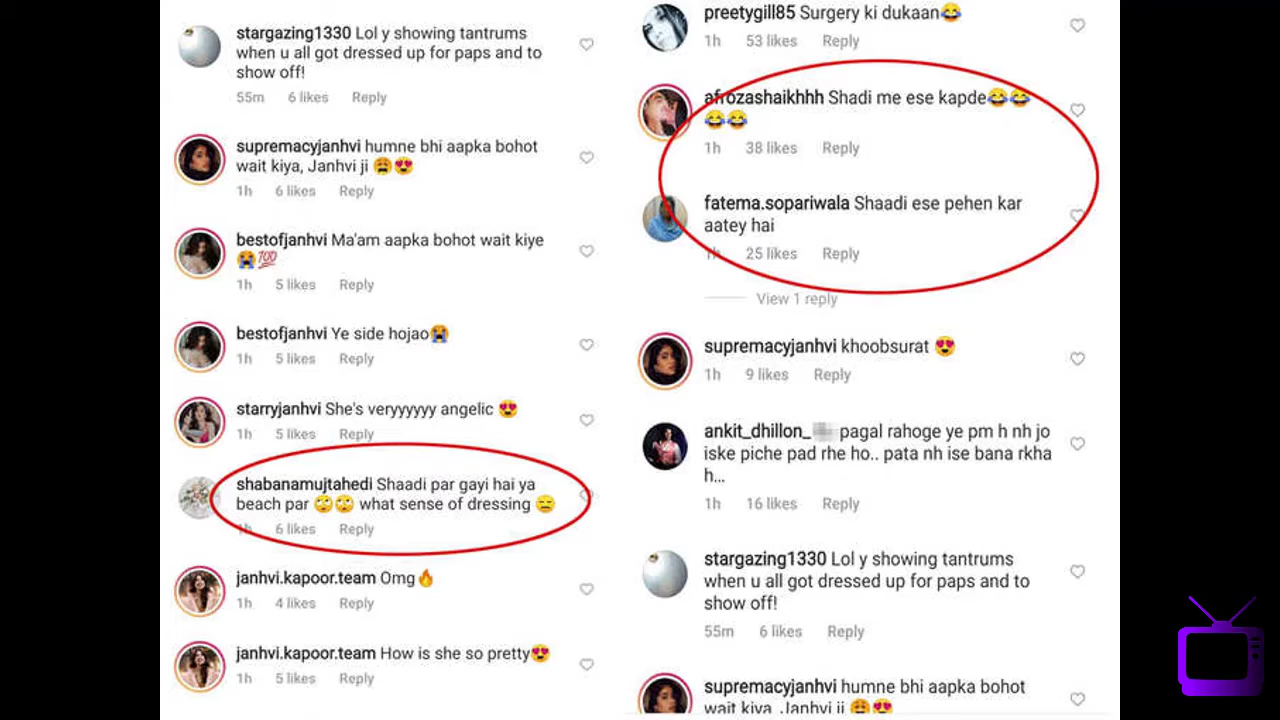 stargazing1330 Lol y showing tantrums
when u all got dressed up for paps and to
show off!
55m 6 likes Reply
supremacyjanhvi humne bhi aapka bohot
wait kiya, Janhvi ji 😩😍
1h 6 likes Reply
bestofjanhvi Ma'am aapka bohot wait kiye
😭💯
1h 5 likes Reply
bestofjanhvi Ye side hojao😭
1h 5 likes Reply
starryjanhvi She's veryyyyyy angelic 😍
1h 5 likes Reply
shabanamujtahedi Shaadi par gayi hai ya
beach par 🙄🙄 what sense of dressing 😑
1h 6 likes Reply
janhvi.kapoor.team Omg🔥
1h 4 likes Reply
janhvi.kapoor.team How is she so pretty😍
1h 5 likes Reply
preetygill85 Surgery ki dukaan😂
1h 53 likes Reply
afrozashaikhhh Shadi me ese kapde😂😂
😂😂
1h 38 likes Reply
fatema.sopariwala Shaadi ese pehen kar
aatey hai
1h 25 likes Reply
View 1 reply
supremacyjanhvi khoobsurat 😍
1h 9 likes Reply
ankit_dhillon_ pagal rahoge ye pm h nh jo
iske piche pad rhe ho.. pata nh ise bana rkha
h...
1h 16 likes Reply
stargazing1330 Lol y showing tantrums
when u all got dressed up for paps and to
show off!
55m 6 likes Reply
supremacyjanhvi humne bhi aapka bohot
wait kiya, Janhvi ji 😩😍